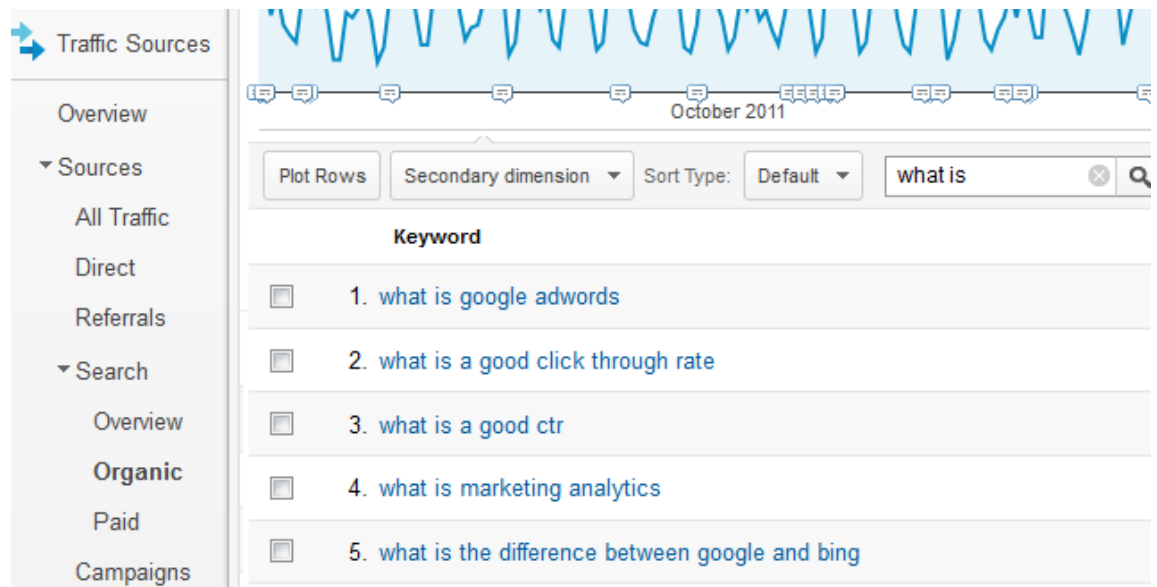 Traffic Sources
Overview
Sources
All Traffic
Direct
Referrals
Search
Overview
Organic
Paid
Campaigns
October 2011
Plot Rows Secondary dimension Sort Type: Default what is
Keyword
1. what is google adwords
2. what is a good click through rate
3. what is a good ctr
4. what is marketing analytics
5. what is the difference between google and bing